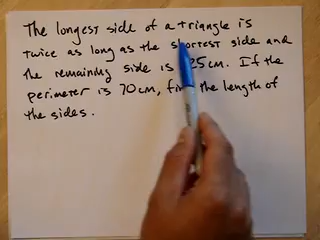 The longest side of a triangle is
twice as long as the shortest side and
the remaining side is 25cm. If the
perimeter is 70cm, find the length of
the sides.